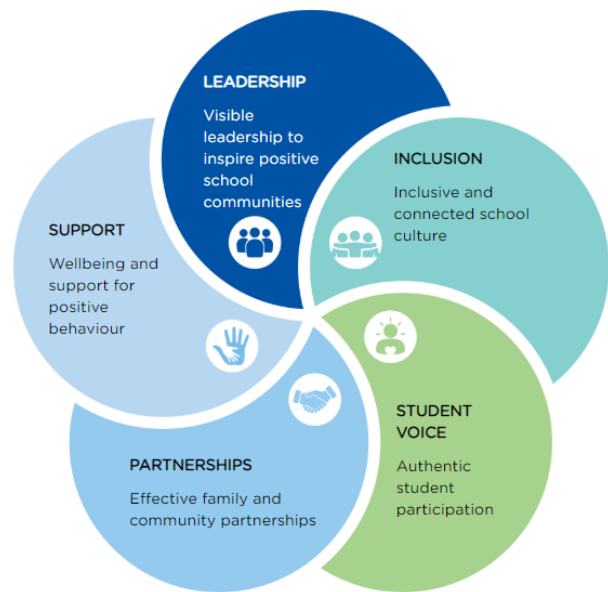 LEADERSHIP
Visible
leadership to
inspire positive
school
communities
INCLUSION
Inclusive and
connected school
culture
STUDENT
VOICE
Authentic
student
participation
PARTNERSHIPS
Effective family and
community partnerships
SUPPORT
Wellbeing and
support for
positive
behaviour